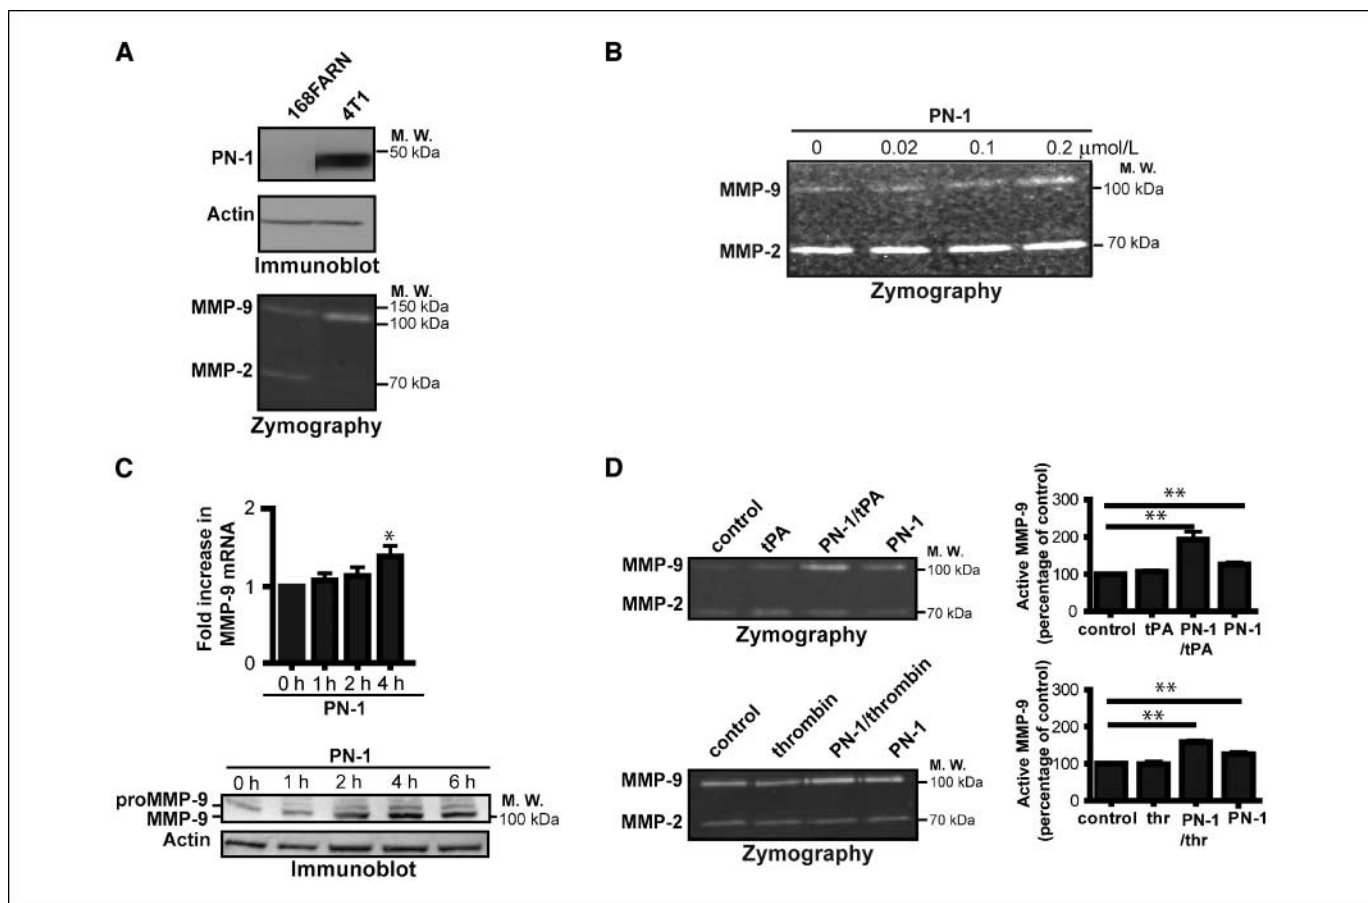 A
168FARN
4T1
M. W.
PN-1
50 kDa
Actin
Immunoblot
M. W.
MMP-9
150 kDa
100 kDa
MMP-2
70 kDa
Zymography
B
PN-1
0 0.02 0.1 0.2 μmol/L
M. W.
MMP-9
100 kDa
MMP-2
70 kDa
Zymography
C
Fold increase in
MMP-9 mRNA
2
1
0
*
0 h 1 h 2 h 4 h
PN-1
PN-1
0 h 1 h 2 h 4 h 6 h
proMMP-9
M. W.
MMP-9
100 kDa
Actin
Immunoblot
D
control tPA PN-1/tPA PN-1
M. W.
MMP-9
100 kDa
MMP-2
70 kDa
Zymography
Active MMP-9
(percentage of control)
300
200
100
0
**
**
control tPA PN-1 PN-1
/tPA
control thrombin PN-1/thrombin PN-1
M. W.
MMP-9
100 kDa
MMP-2
70 kDa
Zymography
Active MMP-9
(percentage of control)
300
200
100
0
**
**
control thr PN-1 PN-1
/thr